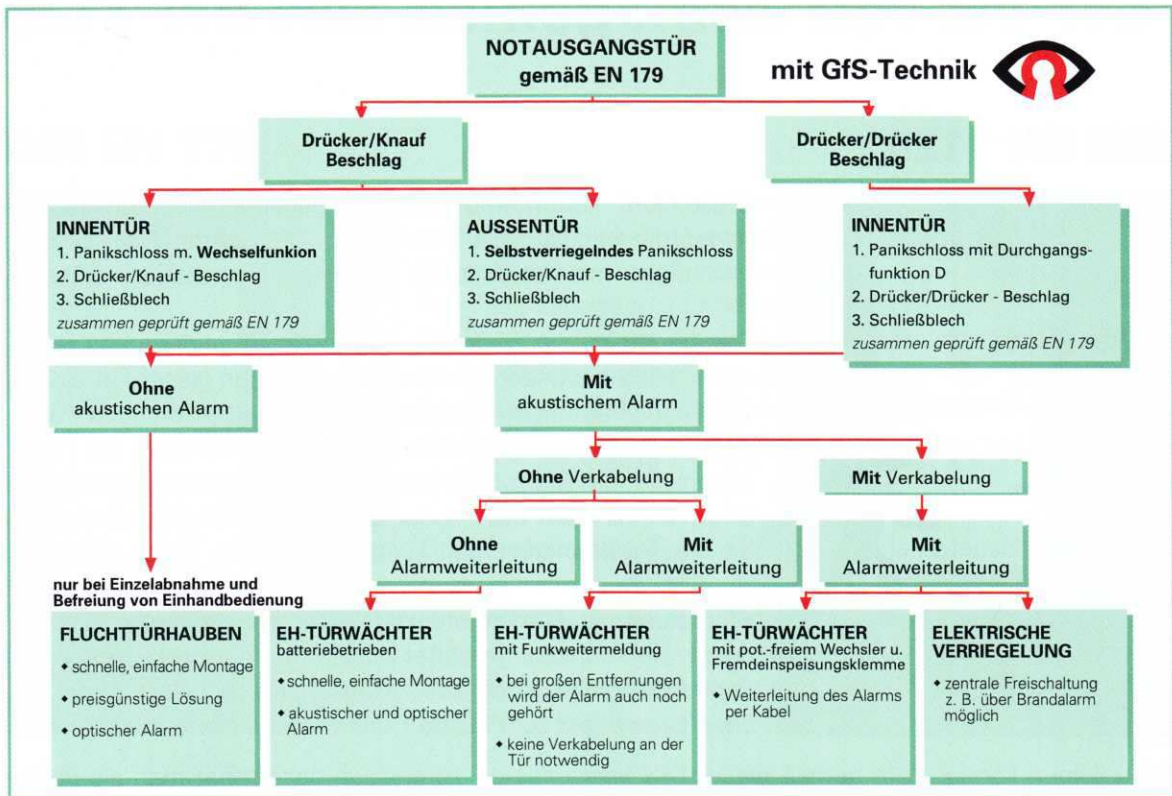 NOTAUSGANGSTÜR
gemäß EN 179
mit GfS-Technik
Drücker/Knauf
Beschlag
Drücker/Drücker
Beschlag
INNENTÜR
1. Panikschloss m. Wechselfunkion
2. Drücker/Knauf - Beschlag
3. Schließblech
zusammen geprüft gemäß EN 179
AUSSENTÜR
1. Selbstverriegelndes Panikschloss
2. Drücker/Knauf - Beschlag
3. Schließblech
zusammen geprüft gemäß EN 179
INNENTÜR
1. Panikschloss mit Durchgangs-
funktion D
2. Drücker/Drücker - Beschlag
3. Schließblech
zusammen geprüft gemäß EN 179
Ohne
akustischen Alarm
Mit
akustischem Alarm
Ohne Verkabelung
Mit Verkabelung
Ohne
Alarmweiterleitung
Mit
Alarmweiterleitung
Mit
Alarmweiterleitung
nur bei Einzelabnahme und
Befreiung von Einhandbedienung
FLUCHTTÜRHAUBEN
◆ schnelle, einfache Montage
◆ preisgünstige Lösung
◆ optischer Alarm
EH-TÜRWÄCHTER
batteriebetrieben
◆ schnelle, einfache Montage
◆ akustischer und optischer
Alarm
EH-TÜRWÄCHTER
mit Funkweitermeldung
◆ bei großen Entfernungen
wird der Alarm auch noch
gehört
◆ keine Verkabelung an der
Tür notwendig
EH-TÜRWÄCHTER
mit pot.-freiem Wechsler u.
Fremdeinspeisungsklemme
◆ Weiterleitung des Alarms
per Kabel
ELEKTRISCHE
VERRIEGELUNG
◆ zentrale Freischaltung
z. B. über Brandalarm
möglich